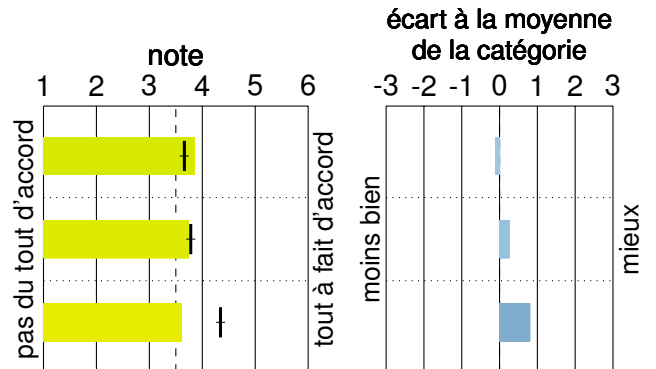 note
1 2 3 4 5 6
pas du tout d'accord
tout à fait d'accord
écart à la moyenne
de la catégorie
-3 -2 -1 0 1 2 3
moins bien
mieux